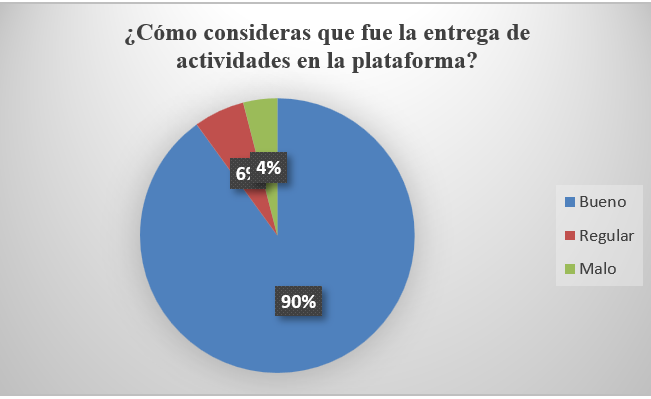 ¿Cómo consideras que fue la entrega de
actividades en la plataforma?
6%
4%
90%
Bueno
Regular
Malo